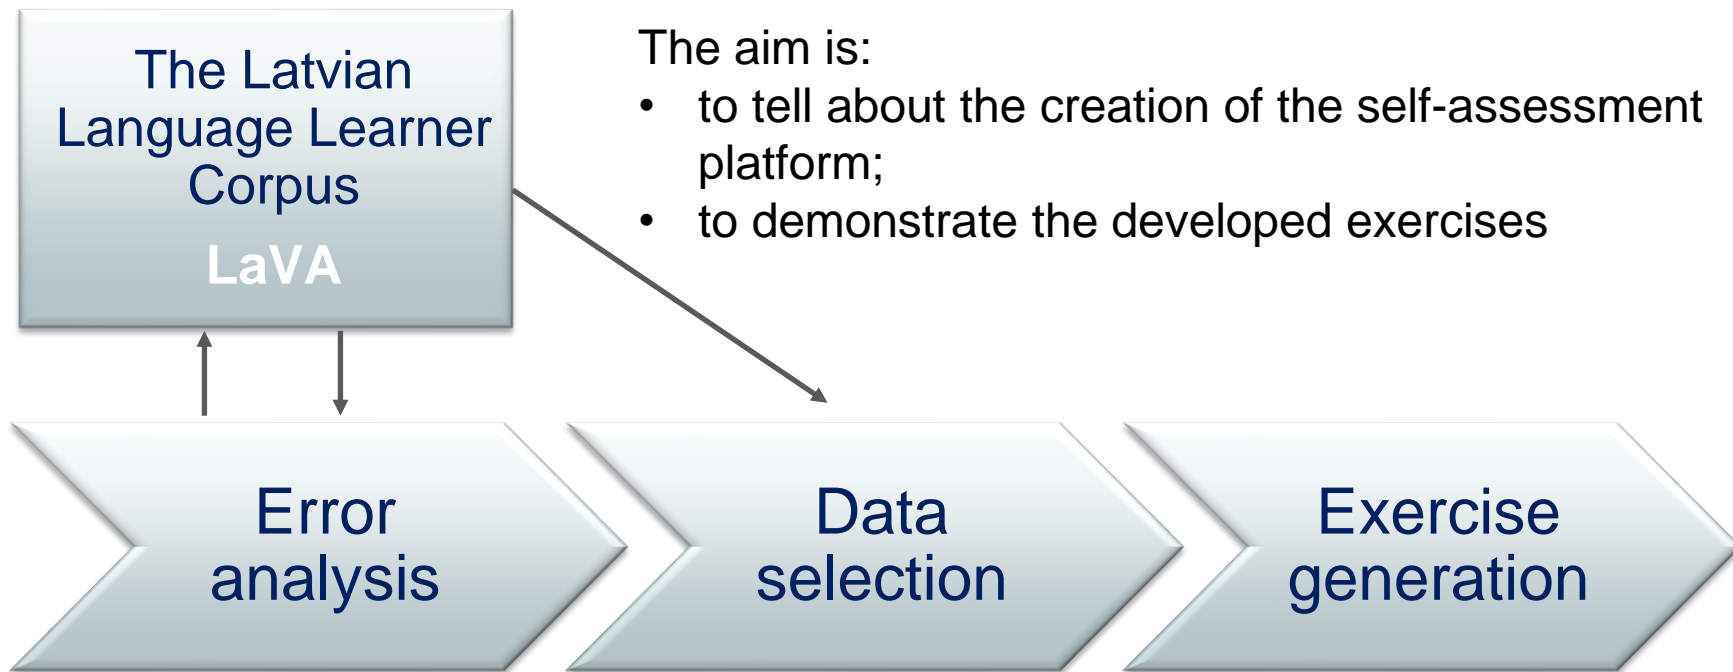 The Latvian
Language Learner
Corpus
LaVA
The aim is:
• to tell about the creation of the self-assessment
platform;
• to demonstrate the developed exercises
Error
analysis
Data
selection
Exercise
generation